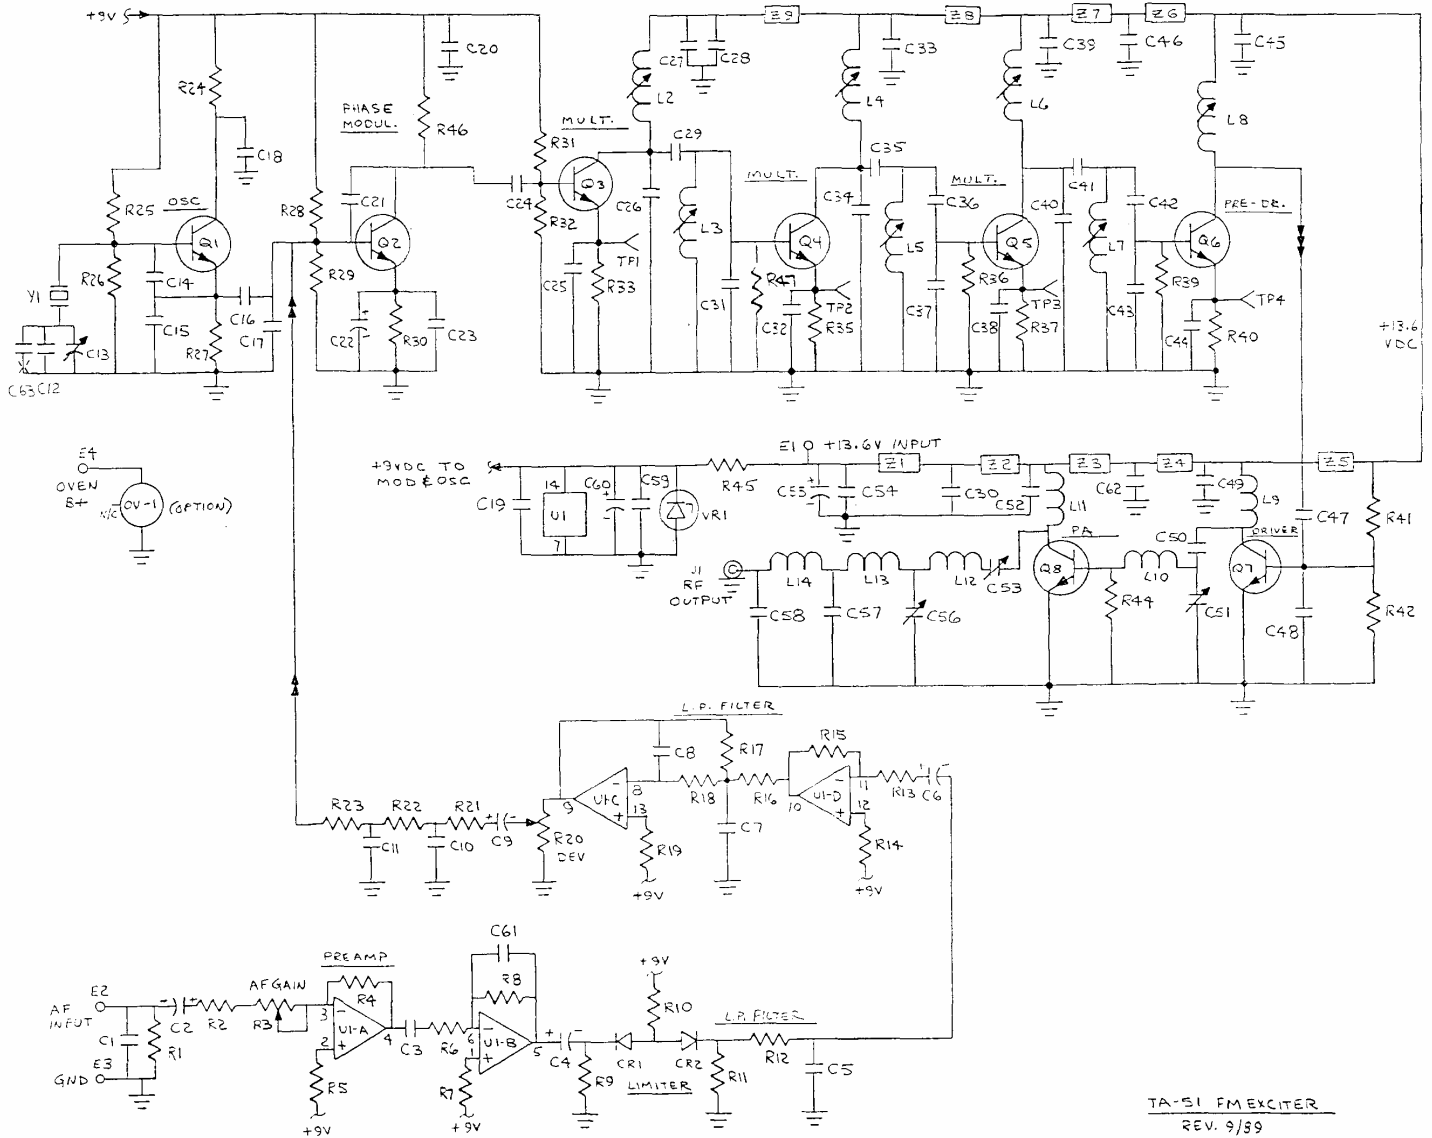 +9V
Z9
Z8
Z7
Z6
R24
C20
C27
C28
C33
C39
C46
C45
PHASE
MODUL.
R46
L2
L4
L6
L8
C18
MULT.
R31
C29
C35
R25
OSC
R28
C21
Q3
MULT.
MULT.
C41
C24
R32
C26
C34
C36
C40
C42
PRE-DR.
Q1
Q2
L3
Q4
L5
Q5
L7
Q6
R26
C14
R29
TP1
C25
R33
C31
R47
R36
R39
Y1
C15
C16
C17
C22
R30
C23
C32
R35
TP2
C37
C38
R37
TP3
C43
C44
R40
TP4
R27
C13
C63
C12
+13.6
VDC
E4
OVEN
B+
N/C
OV-1
(OPTION)
+9VDC TO
MOD & OSC
E1
+13.6V INPUT
Z1
Z2
Z3
Z4
Z5
R45
C19
14
U1
7
C60
C59
VR1
C55
C54
C30
C52
L11
C62
C49
L9
C47
R41
PA
C50
DRIVER
J1
RF
OUTPUT
L14
L13
L12
C53
Q8
L10
Q7
R44
C51
C48
R42
C58
C57
C56
L.P. FILTER
C8
R17
R15
R23
R22
R21
C9
9
U1-C
8
13
R18
R16
10
U1-D
11
12
R13
C6
C11
C10
R20
DEV
R19
C7
R14
+9V
+9V
C61
PREAMP
+9V
E2
AF GAIN
R4
R8
R10
L.P. FILTER
AF
INPUT
C2
R2
R3
3
U1-A
2
4
C3
R6
6
U1-B
1
5
C4
CR1
CR2
R12
C1
R1
E3
GND
R5
R7
R9
LIMITER
R11
C5
+9V
+9V
TA-51 FM EXCITER
REV. 9/89